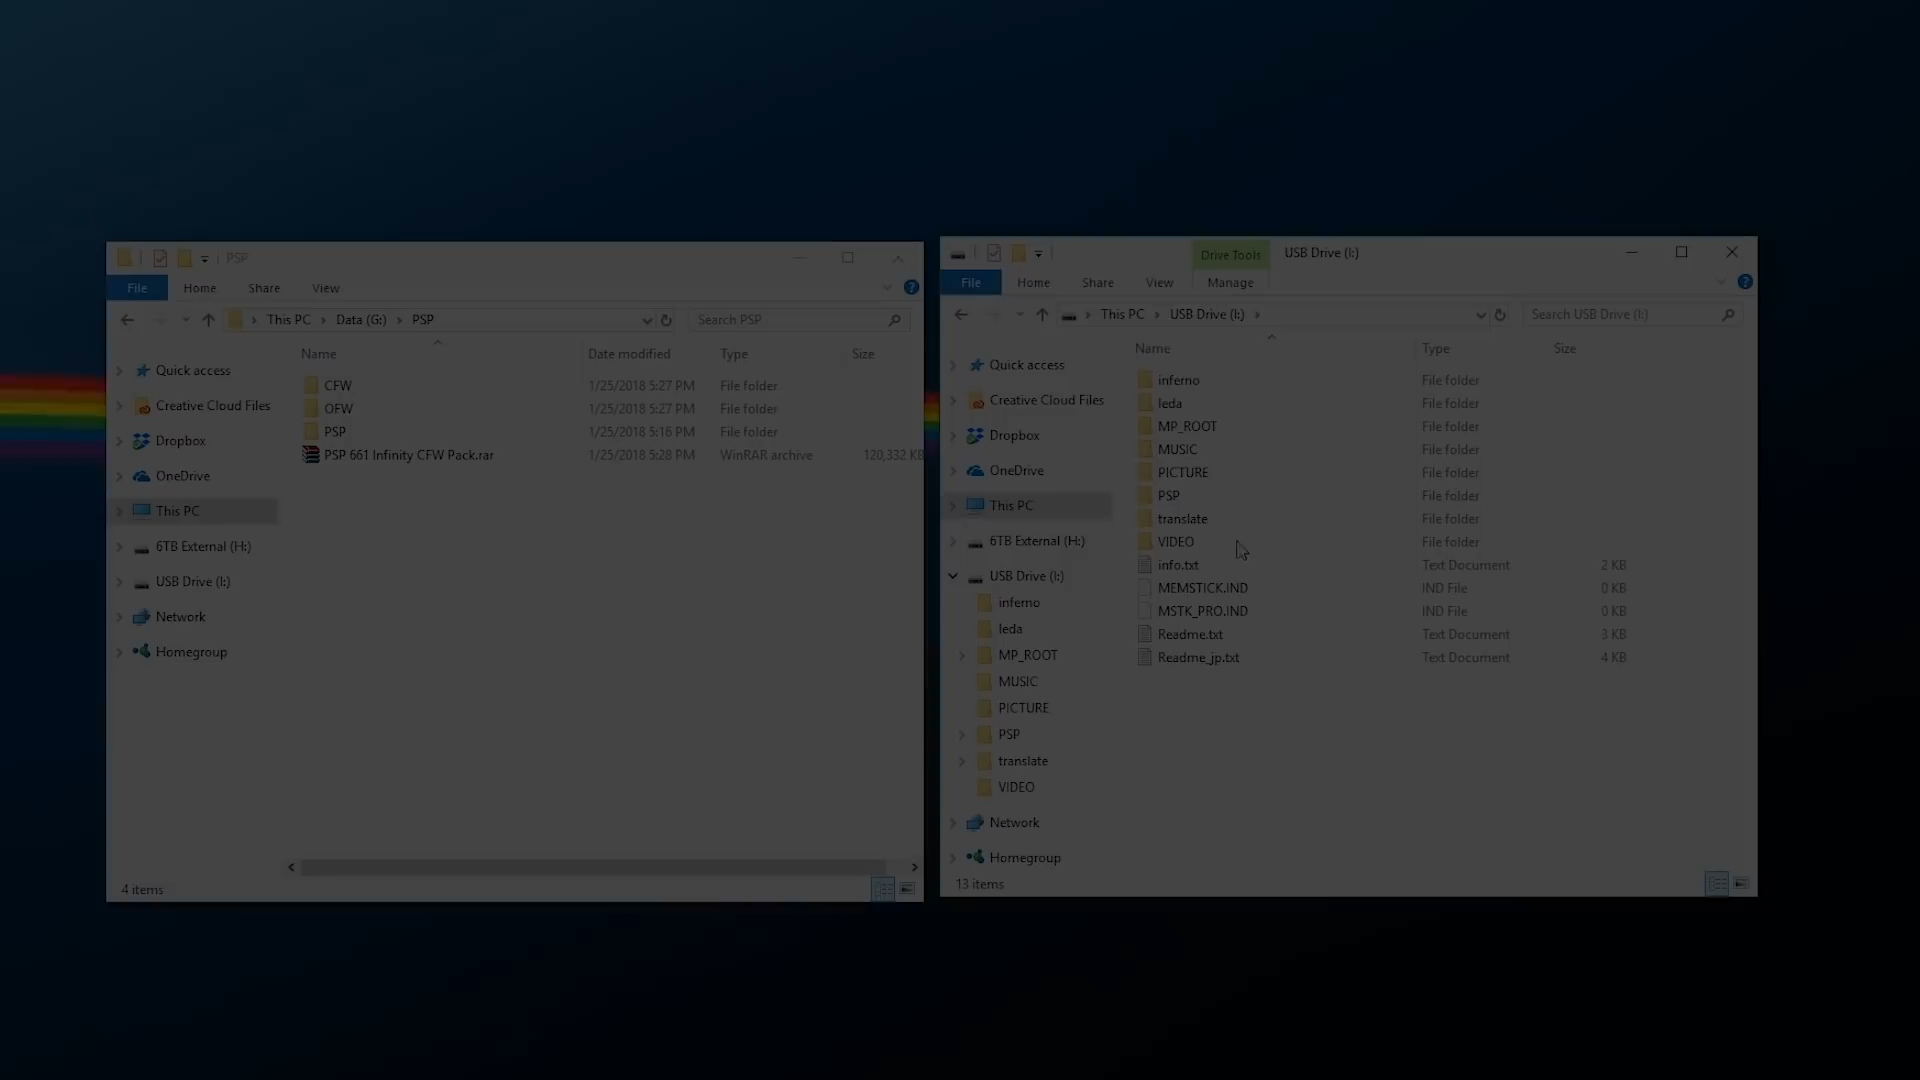 PSP
File Home Share View
This PC Data (G:) PSP Search PSP
Name Date modified Type Size
Quick access
Creative Cloud Files
Dropbox
OneDrive
This PC
6TB External (H:)
USB Drive (I:)
Network
Homegroup
CFW 1/25/2018 5:27 PM File folder
OFW 1/25/2018 5:27 PM File folder
PSP 1/25/2018 5:16 PM File folder
PSP 661 Infinity CFW Pack.rar 1/25/2018 5:28 PM WinRAR archive 120,332 KB
4 items
Drive Tools USB Drive (I:)
File Home Share View Manage
This PC USB Drive (I:) Search USB Drive (I:)
Name Type Size
Quick access
Creative Cloud Files
Dropbox
OneDrive
This PC
6TB External (H:)
USB Drive (I:)
inferno
leda
MP_ROOT
MUSIC
PICTURE
PSP
translate
VIDEO
Network
Homegroup
inferno File folder
leda File folder
MP_ROOT File folder
MUSIC File folder
PICTURE File folder
PSP File folder
translate File folder
VIDEO File folder
info.txt Text Document 2 KB
MEMSTICK.IND IND File 0 KB
MSTK_PRO.IND IND File 0 KB
Readme.txt Text Document 3 KB
Readme_jp.txt Text Document 4 KB
13 items